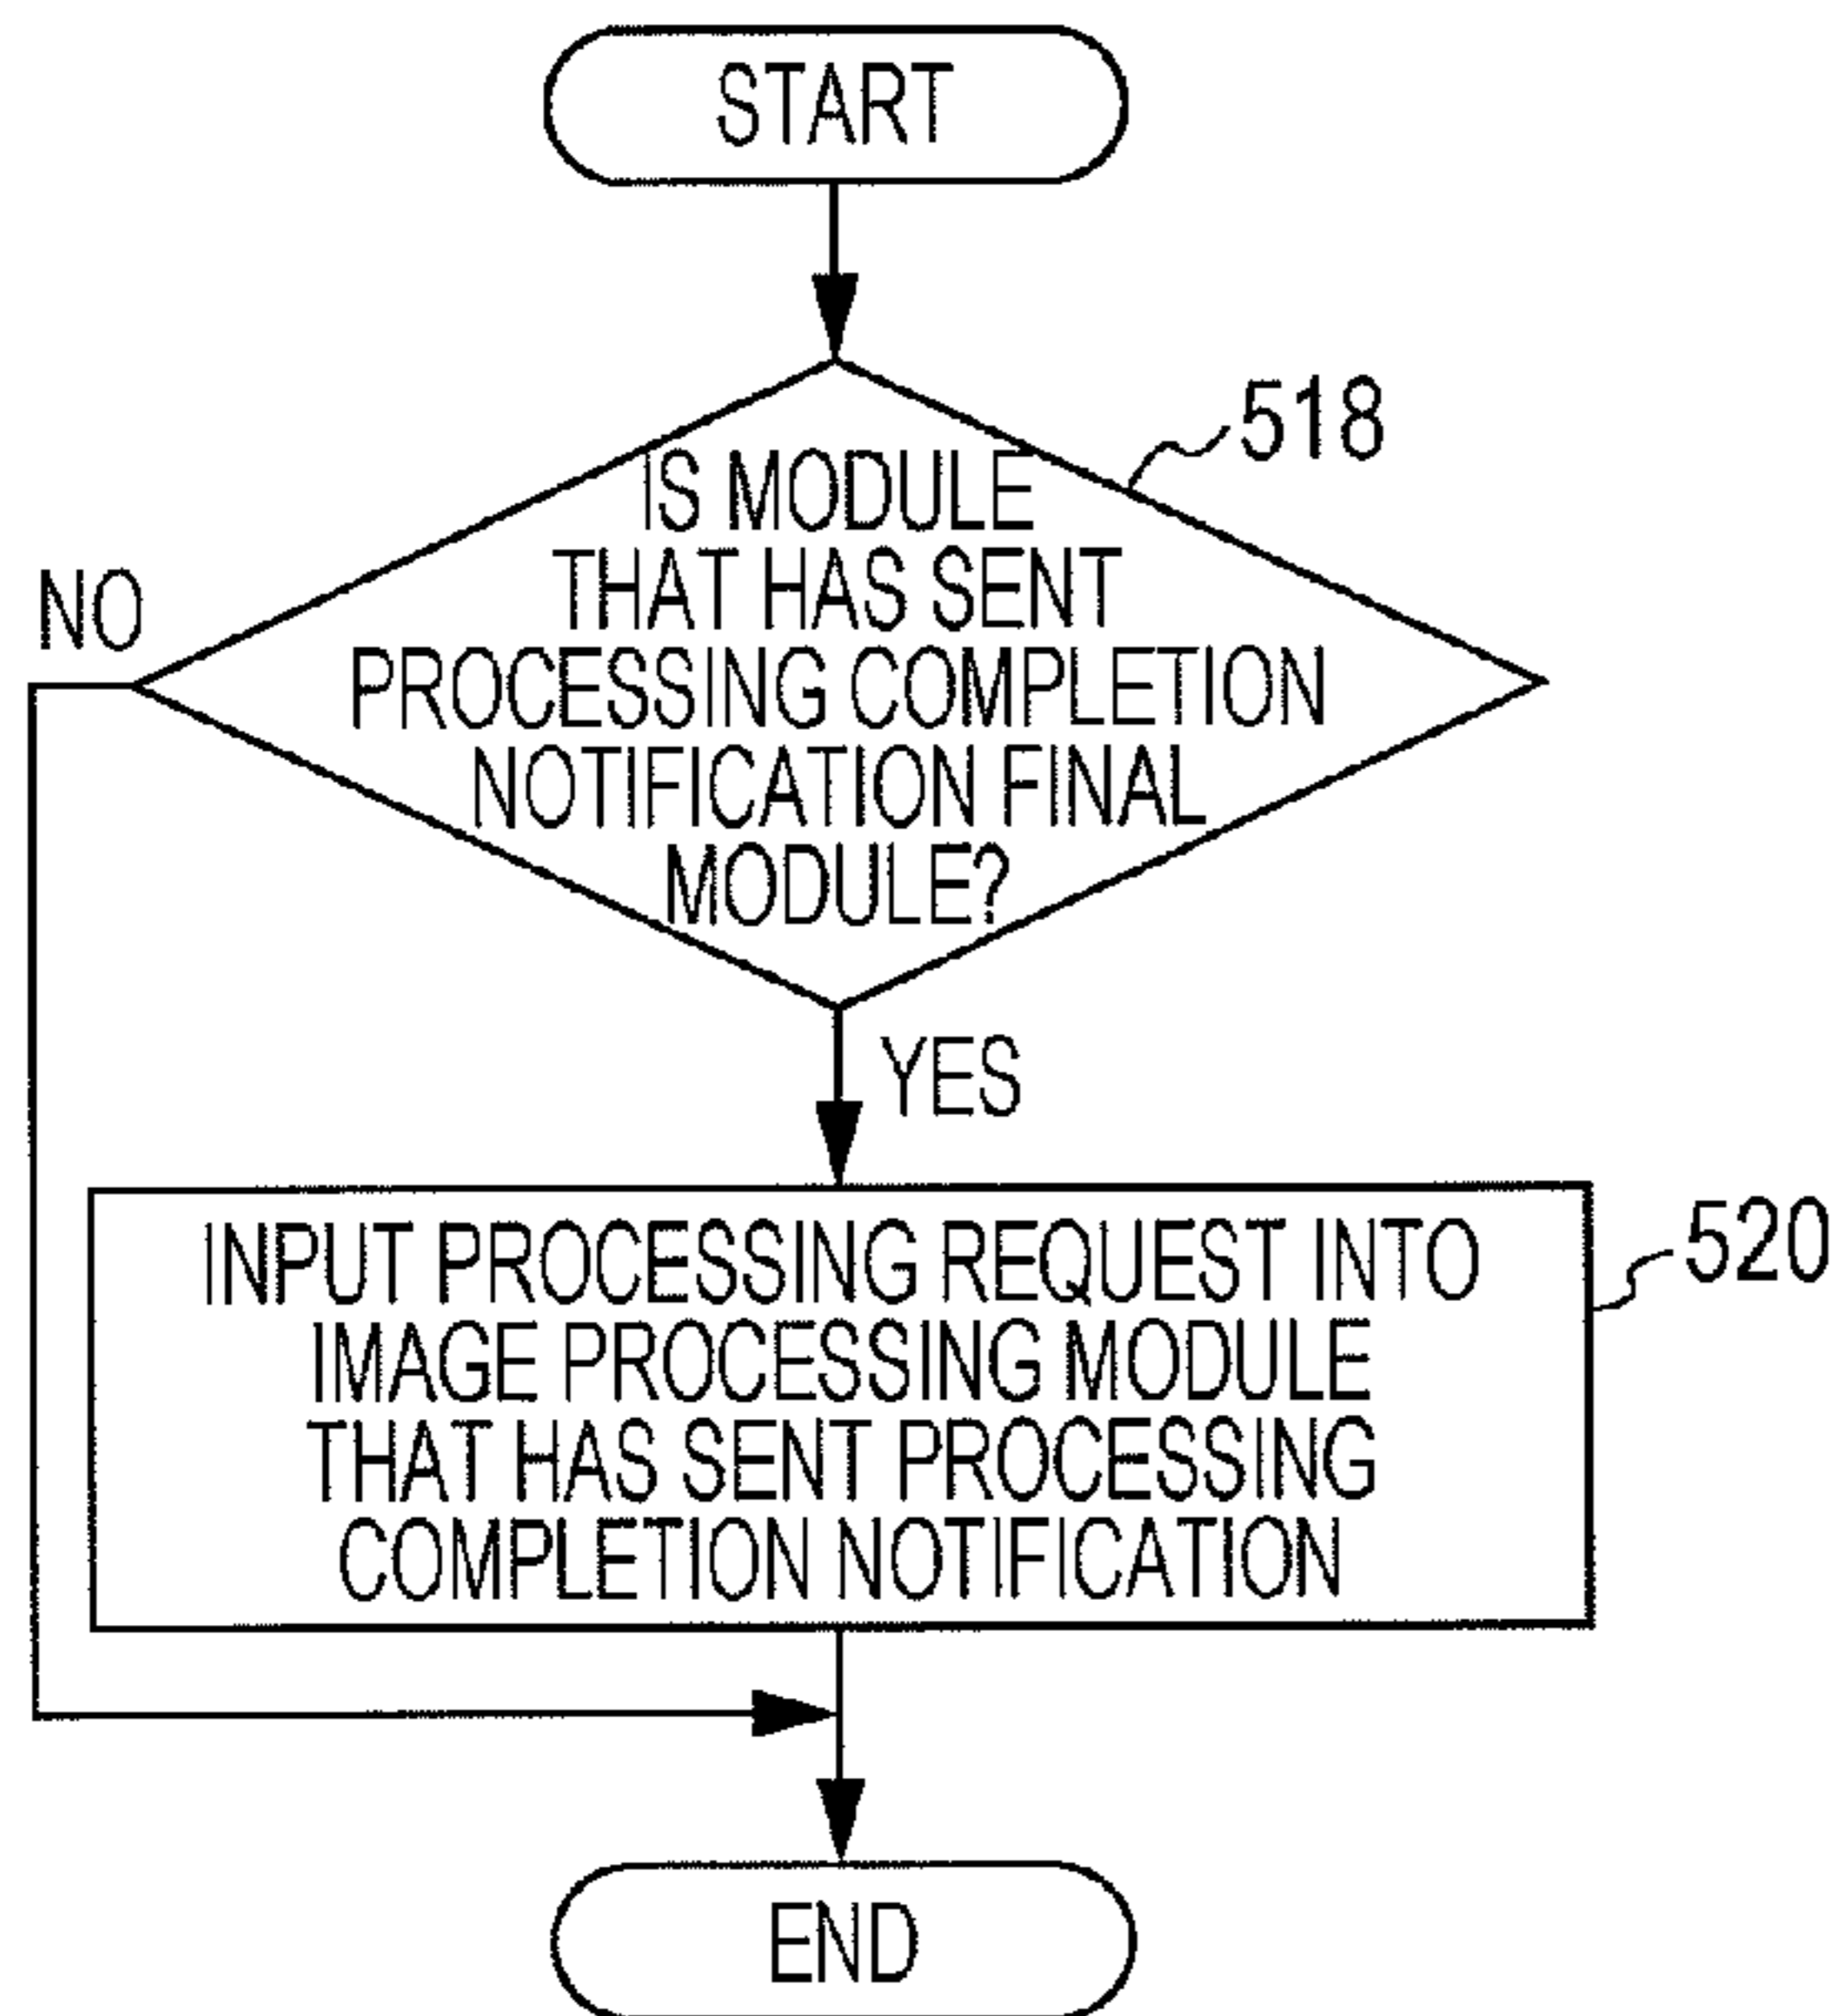 START
518
IS MODULE
THAT HAS SENT
PROCESSING COMPLETION
NOTIFICATION FINAL
MODULE?
NO
YES
520
INPUT PROCESSING REQUEST INTO
IMAGE PROCESSING MODULE
THAT HAS SENT PROCESSING
COMPLETION NOTIFICATION
END